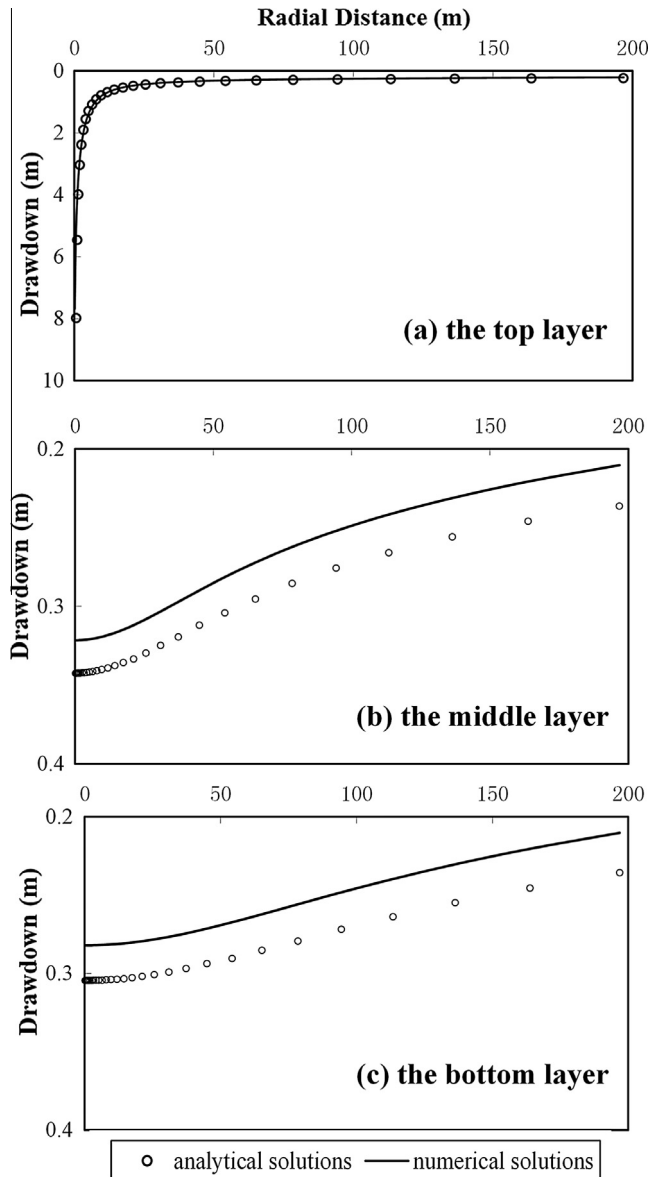 Radial Distance (m)
0 50 100 150 200
0
2
4
6
8
10
Drawdown (m)
(a) the top layer
0 50 100 150 200
0.2
0.3
0.4
Drawdown (m)
(b) the middle layer
0 50 100 150 200
0.2
0.3
0.4
Drawdown (m)
(c) the bottom layer
analytical solutions numerical solutions